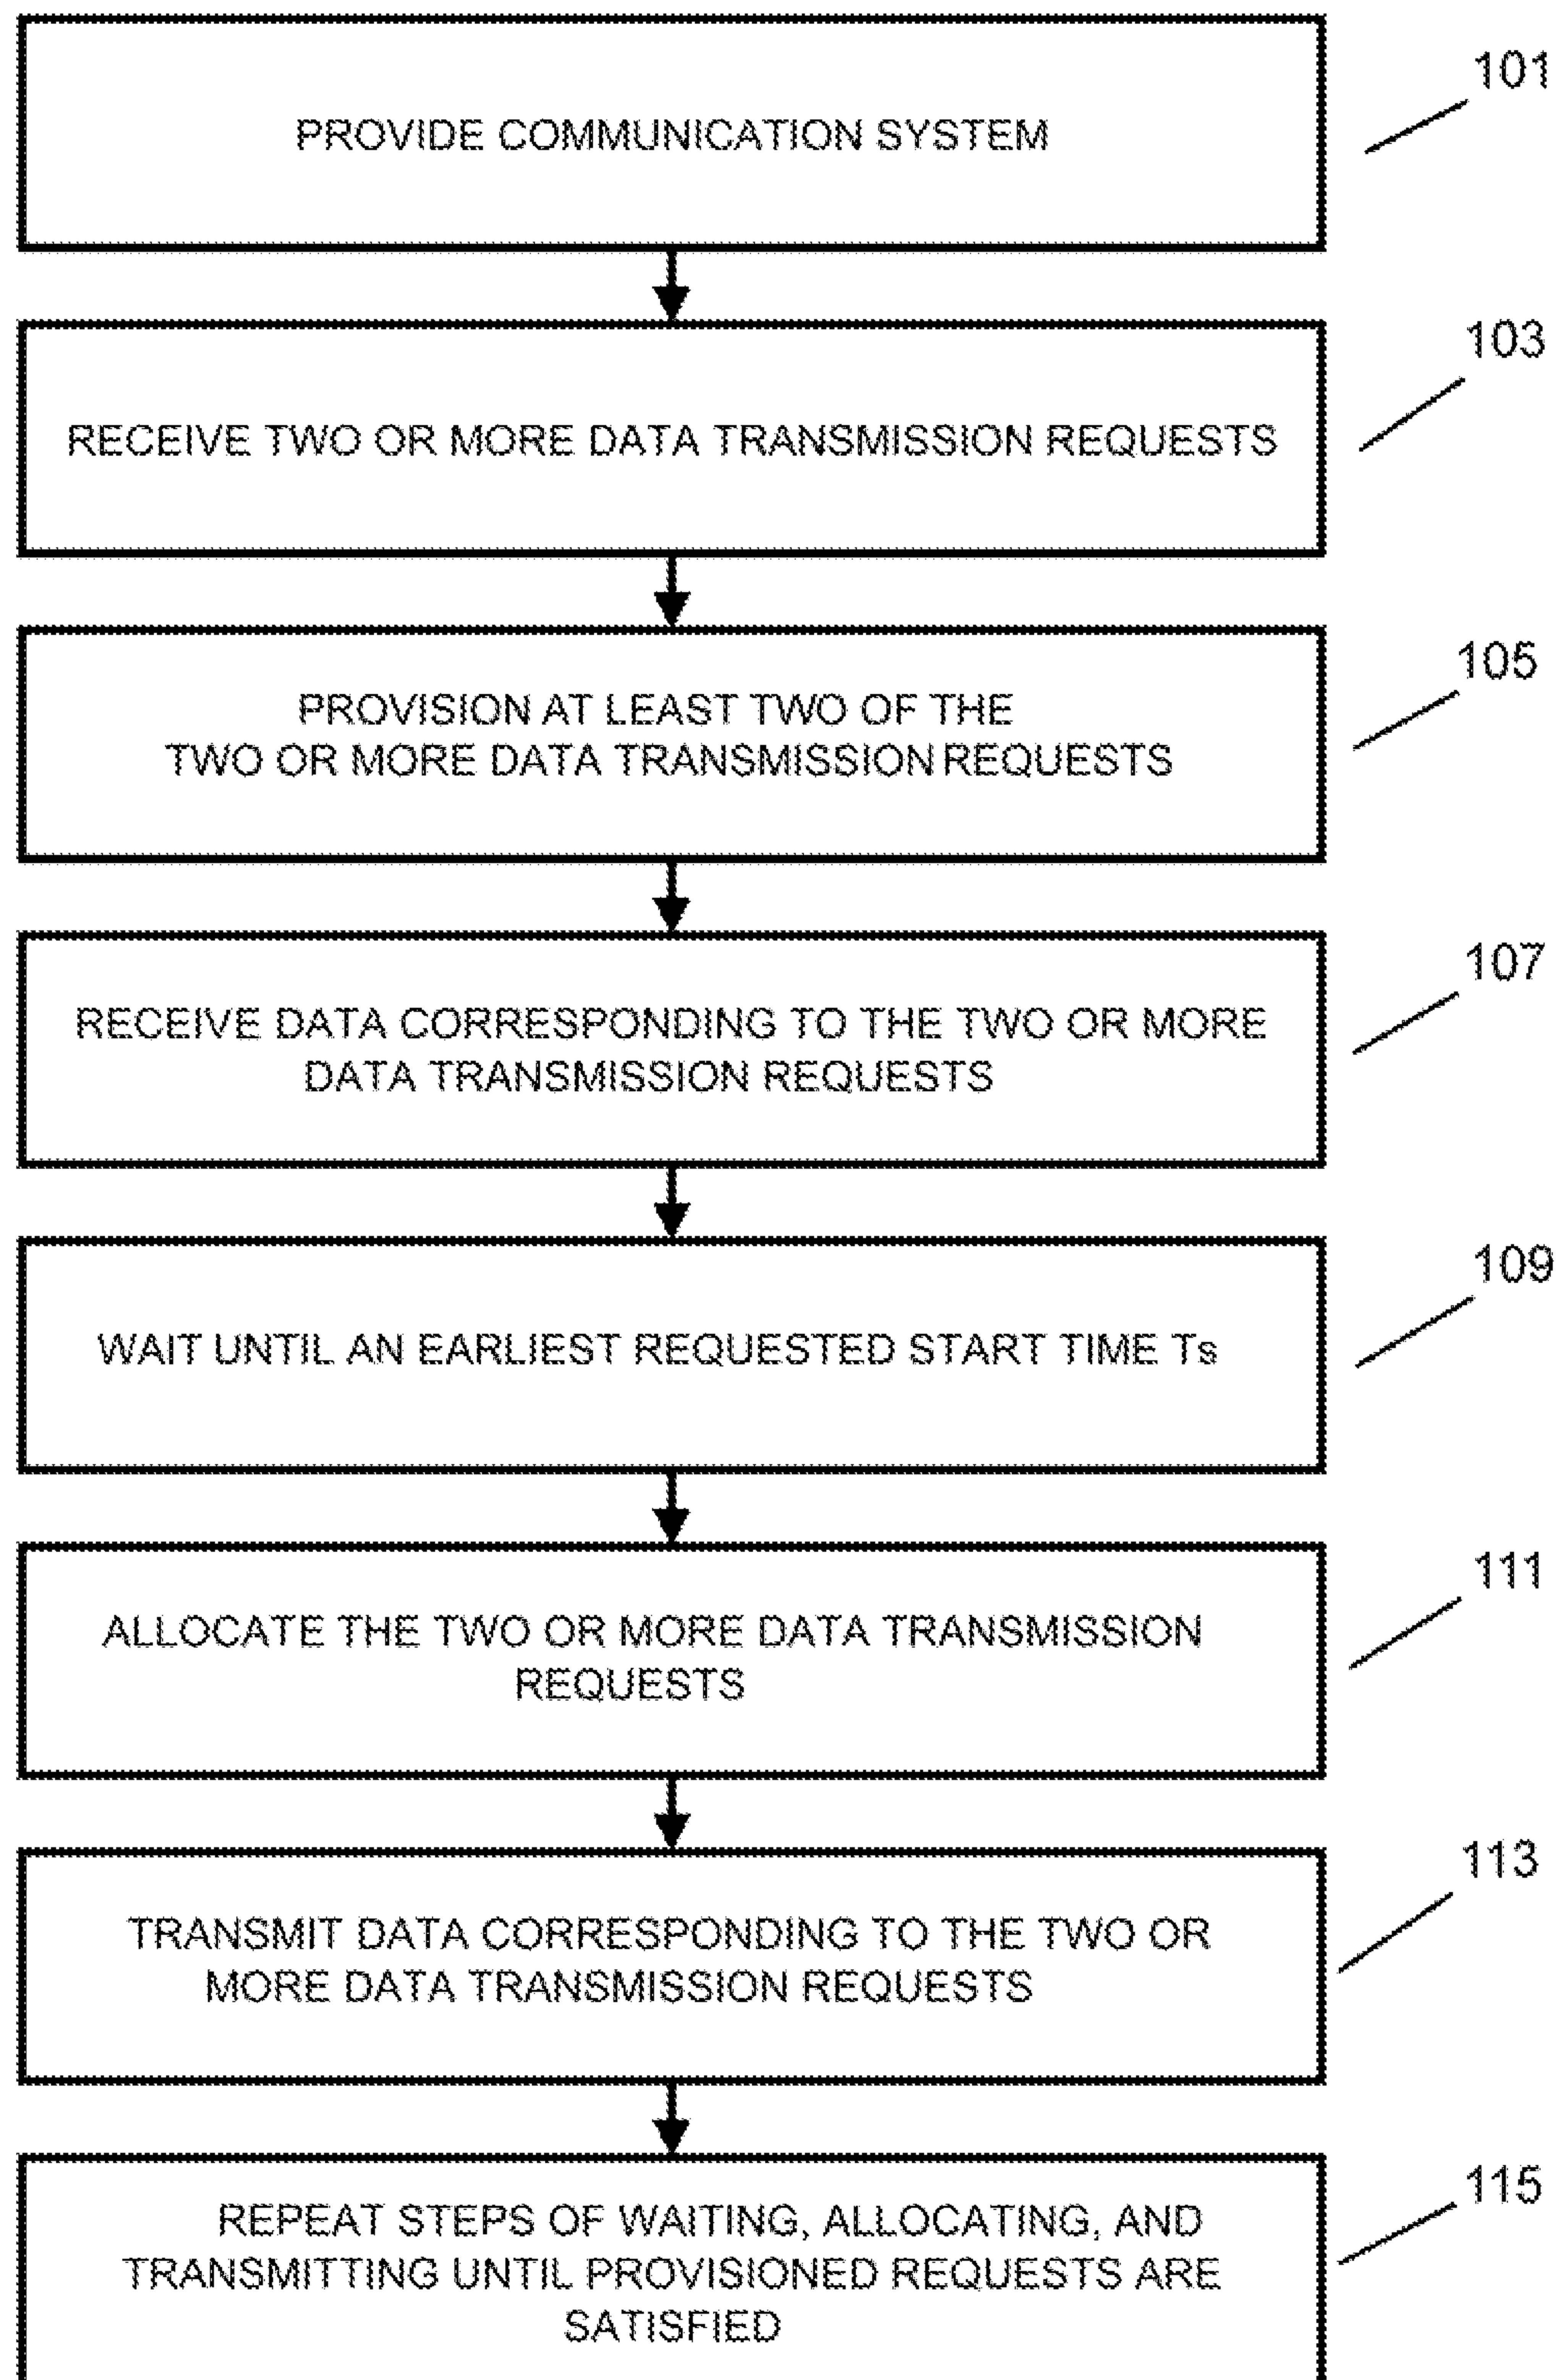 PROVIDE COMMUNICATION SYSTEM
101
RECEIVE TWO OR MORE DATA TRANSMISSION REQUESTS
103
PROVISION AT LEAST TWO OF THE
TWO OR MORE DATA TRANSMISSION REQUESTS
105
RECEIVE DATA CORRESPONDING TO THE TWO OR MORE
DATA TRANSMISSION REQUESTS
107
WAIT UNTIL AN EARLIEST REQUESTED START TIME Ts
109
ALLOCATE THE TWO OR MORE DATA TRANSMISSION
REQUESTS
111
TRANSMIT DATA CORRESPONDING TO THE TWO OR
MORE DATA TRANSMISSION REQUESTS
113
REPEAT STEPS OF WAITING, ALLOCATING, AND
TRANSMITTING UNTIL PROVISIONED REQUESTS ARE
SATISFIED
115